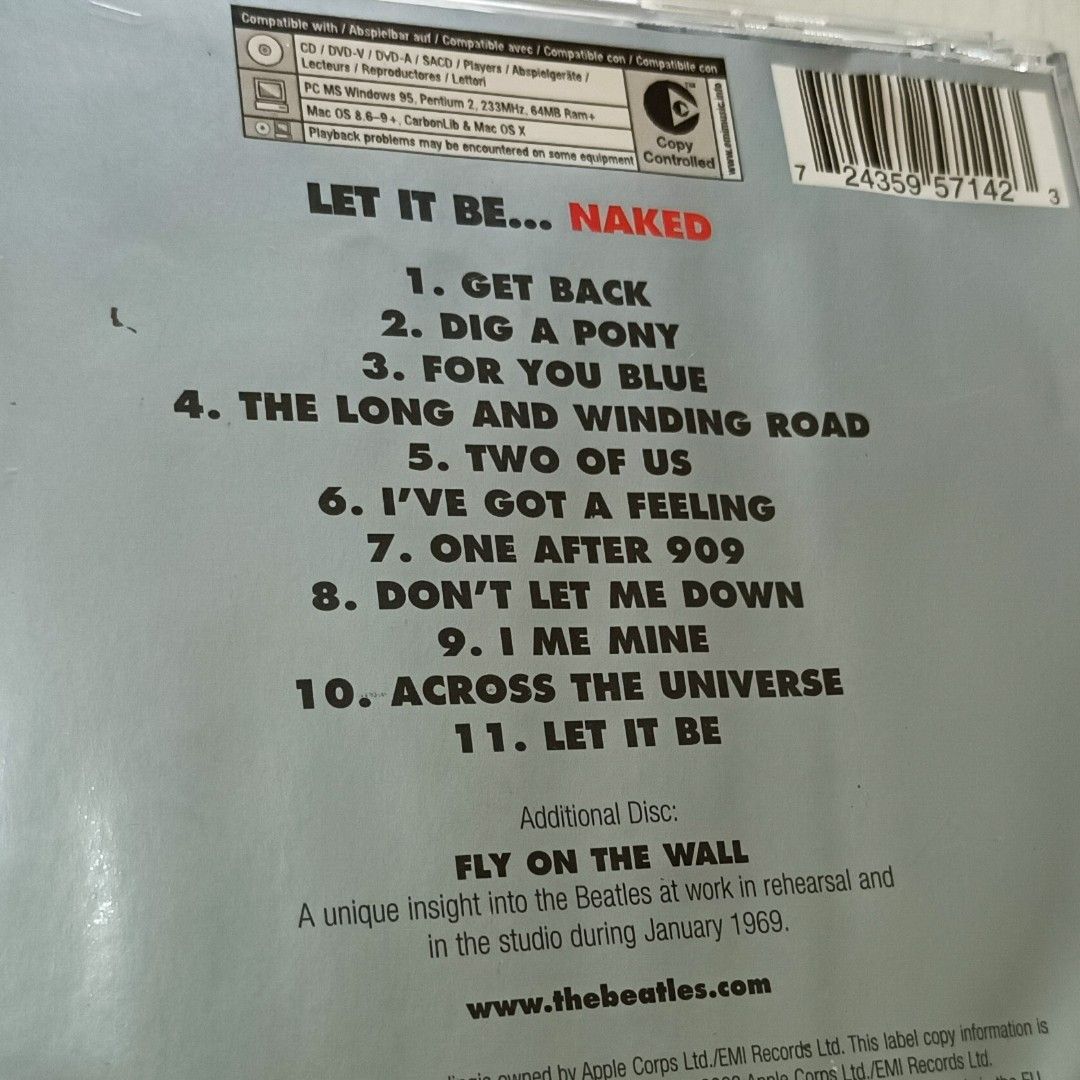 Compatible with / Abspielbar auf / Compatible avec / Compatible con / Compatibile con
CD / DVD-V / DVD-A / SACD / Players / Abspielgeräte /
Lecteurs / Reproductores / Lettori
PC MS Windows 95, Pentium 2, 233MHz, 64MB Ram+
Mac OS 8.6-9+, CarbonLib & Mac OS X
Playback problems may be encountered on some equipment
Copy
Controlled
™
www.emimusic.info
7 24359 57142 3
LET IT BE... NAKED
1. GET BACK
2. DIG A PONY
3. FOR YOU BLUE
4. THE LONG AND WINDING ROAD
5. TWO OF US
6. I'VE GOT A FEELING
7. ONE AFTER 909
8. DON'T LET ME DOWN
9. I ME MINE
10. ACROSS THE UNIVERSE
11. LET IT BE
Additional Disc:
FLY ON THE WALL
A unique insight into the Beatles at work in rehearsal and
in the studio during January 1969.
www.thebeatles.com
owned by Apple Corps Ltd./EMI Records Ltd. This label copy information is
Apple Corps Ltd./EMI Records Ltd.
the EU